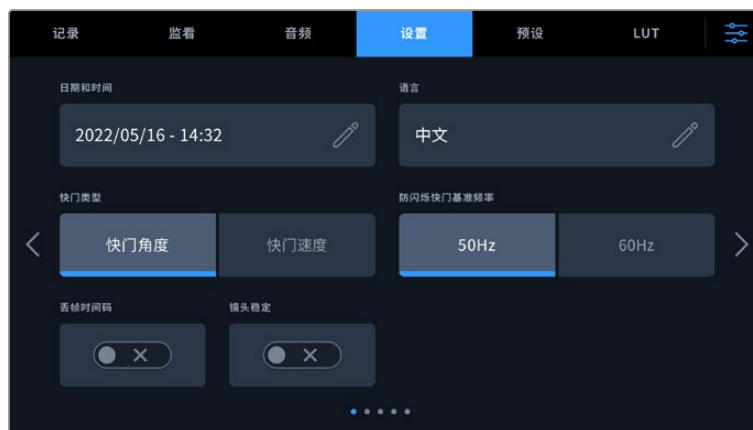 记录 监看 音频 设置 预设 LUT
日期和时间 语言
2022/05/16 - 14:32 中文
快门类型 防闪烁快门基准频率
快门角度 快门速度 50Hz 60Hz
丢帧时间码 镜头稳定